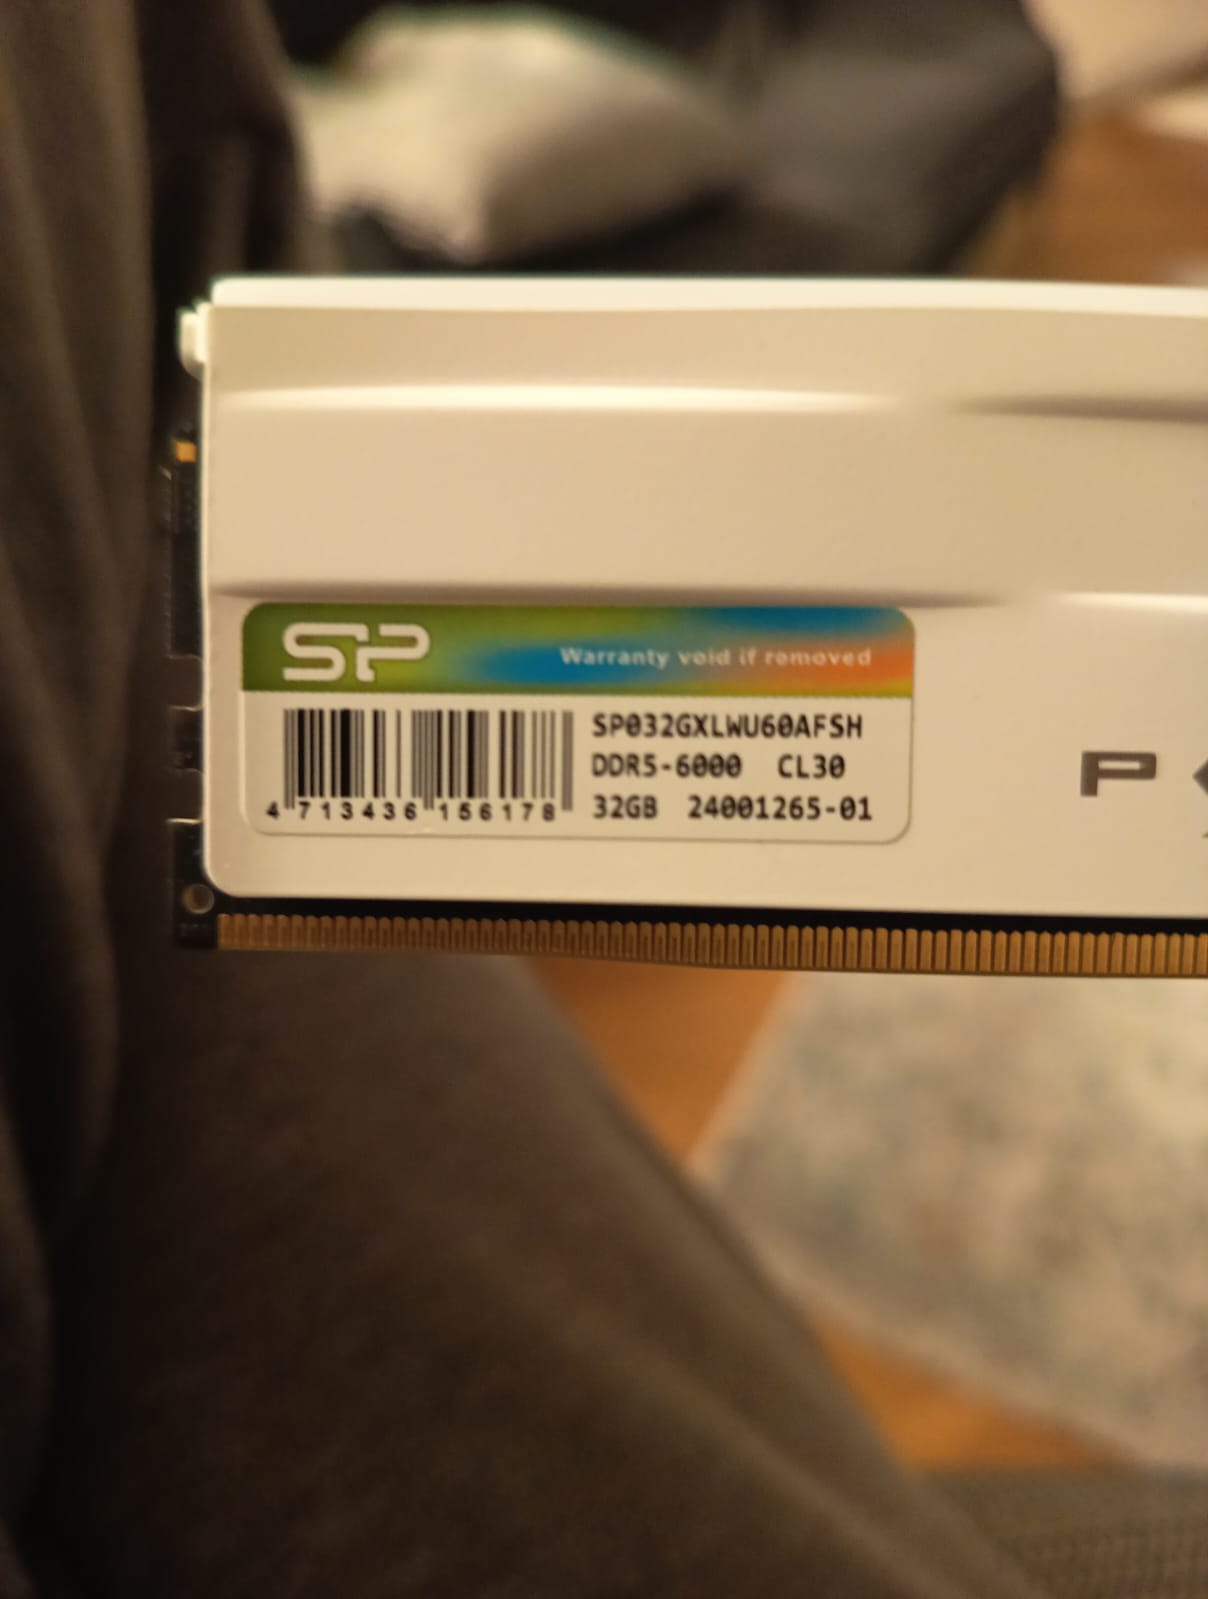 SP
Warranty void if removed
SP032GXLWU60AFSH
DDR5-6000 CL30
4 713436 156178
32GB 24001265-01
P